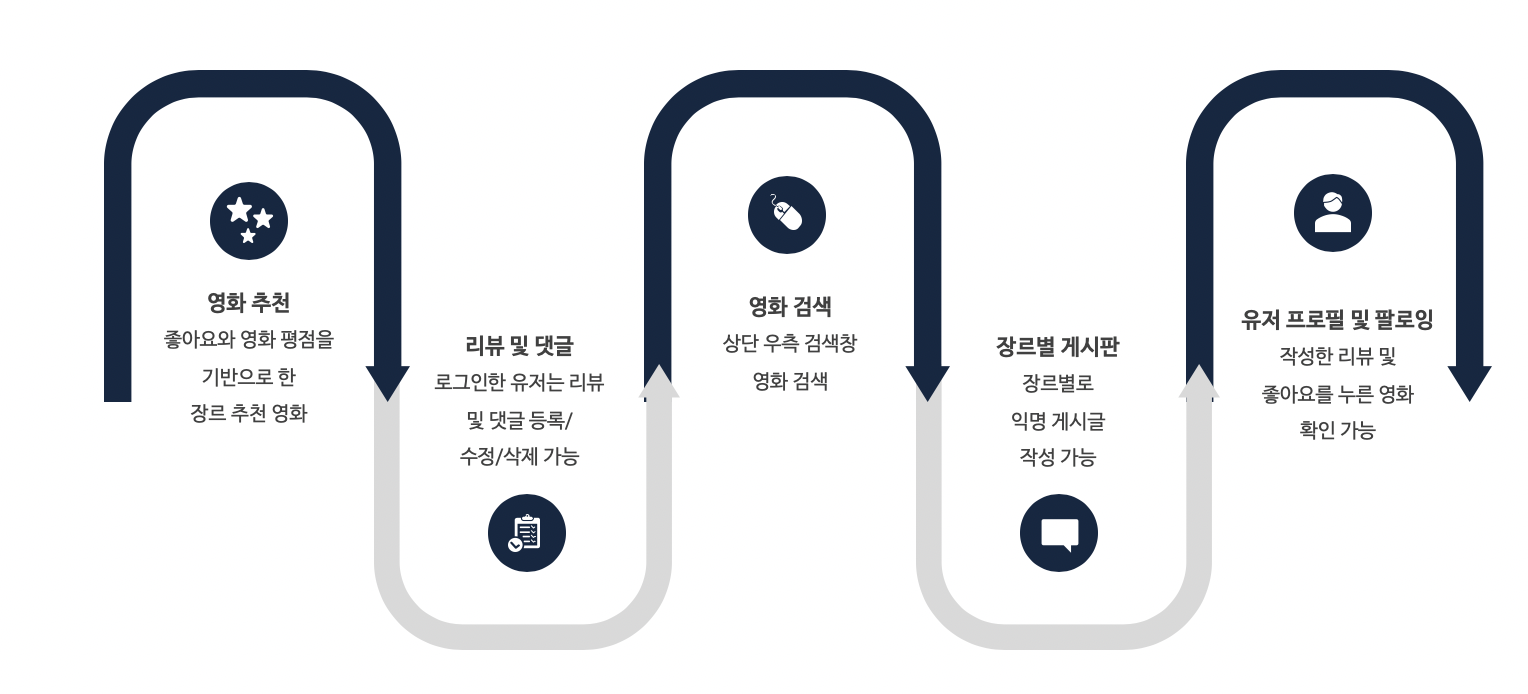 영화 추천
좋아요와 영화 평점을
기반으로 한
장르 추천 영화
리뷰 및 댓글
로그인한 유저는 리뷰
및 댓글 등록/
수정/삭제 가능
영화 검색
상단 우측 검색창
영화 검색
장르별 게시판
장르별로
익명 게시글
작성 가능
유저 프로필 및 팔로잉
작성한 리뷰 및
좋아요를 누른 영화
확인 가능